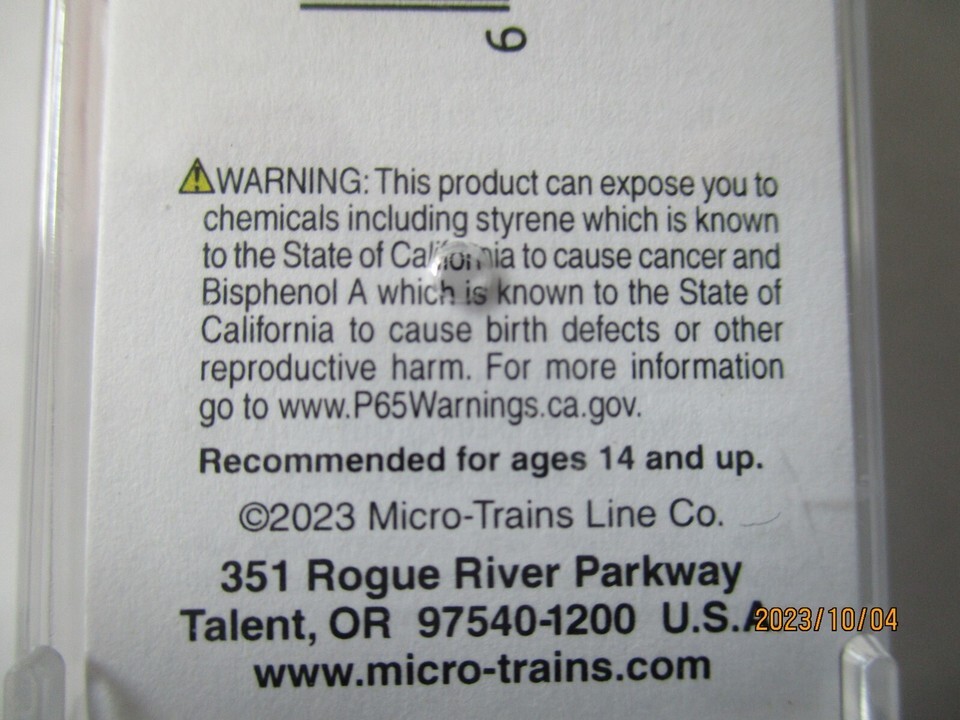 9
⚠WARNING: This product can expose you to
chemicals including styrene which is known
to the State of California to cause cancer and
Bisphenol A which is known to the State of
California to cause birth defects or other
reproductive harm. For more information
go to www.P65Warnings.ca.gov.
Recommended for ages 14 and up.
©2023 Micro-Trains Line Co.
351 Rogue River Parkway
Talent, OR 97540-1200 U.S.A
2023/10/04
www.micro-trains.com